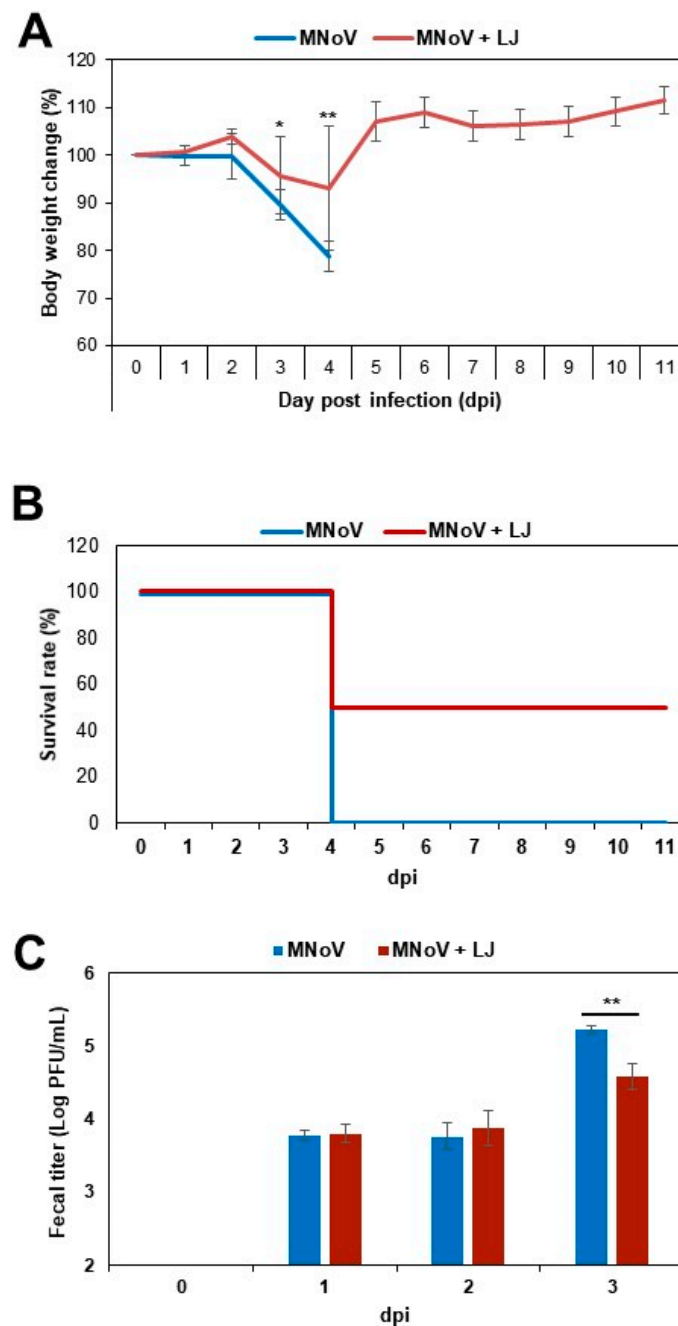 A
MNoV MNoV + LJ
Body weight change (%)
120
110
100
90
80
70
60
* **
0 1 2 3 4 5 6 7 8 9 10 11
Day post infection (dpi)
B
MNoV MNoV + LJ
Survival rate (%)
120
100
80
60
40
20
0
0 1 2 3 4 5 6 7 8 9 10 11
dpi
C
MNoV MNoV + LJ
Fecal titer (Log PFU/mL)
6
5
4
3
2
**
0 1 2 3
dpi